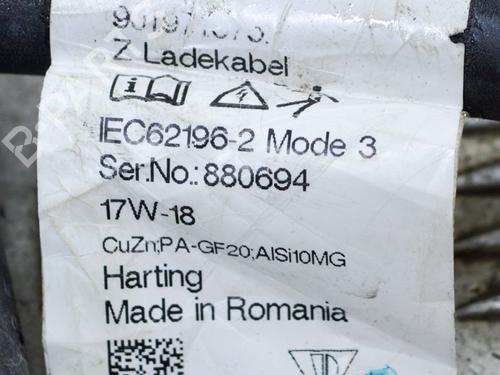 Z Ladekabel
IEC62196-2 Mode 3
Ser.No.: 880694
17W-18
CuZn;PA-GF20;AlSi10MG
Harting
Made in Romania